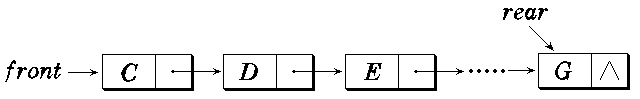 rear
front C D E ..... G ∧